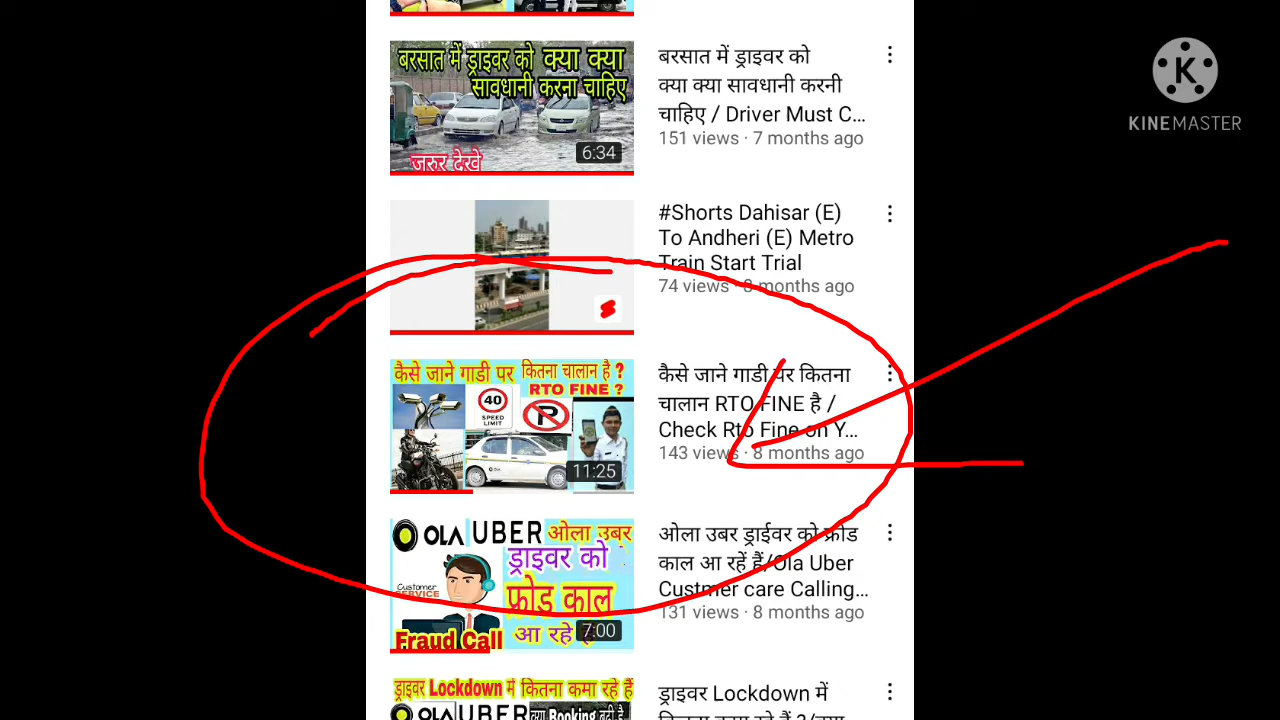 बरसात में ड्राइवर को क्या क्या
सावधानी करना चाहिए
जरुर देखे
6:34
बरसात में ड्राइवर को
क्या क्या सावधानी करनी
चाहिए / Driver Must C...
151 views · 7 months ago
KINEMASTER
#Shorts Dahisar (E)
To Andheri (E) Metro
Train Start Trial
74 views · 8 months ago
कैसे जाने गाडी पर कितना चालान है ?
RTO FINE ?
40
SPEED
LIMIT
P
OLA
11:25
कैसे जाने गाडी पर कितना
चालान RTO FINE है /
Check Rto Fine on Y...
143 views · 8 months ago
OLA UBER ओला उबर
ड्राइवर को
Customer
SERVICE
फ्रोड काल
Fraud Call आ रहे
7:00
ओला उबर ड्राईवर को फ्रोड
काल आ रहें हैं/Ola Uber
Custmer care Calling...
131 views · 8 months ago
ड्राइवर Lockdown में कितना कमा रहे हैं
OLA UBER क्या Booking बढ़ी है
ड्राइवर Lockdown में